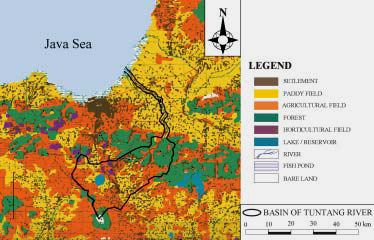 N
Java Sea
LEGEND
SETLEMENT
PADDY FIELD
AGRICULTURAL FIELD
FOREST
HORTICULTURAL FIELD
LAKE / RESERVOIR
RIVER
FISH POND
BARE LAND
BASIN OF TUNTANG RIVER
0 10 20 30 40 50 km